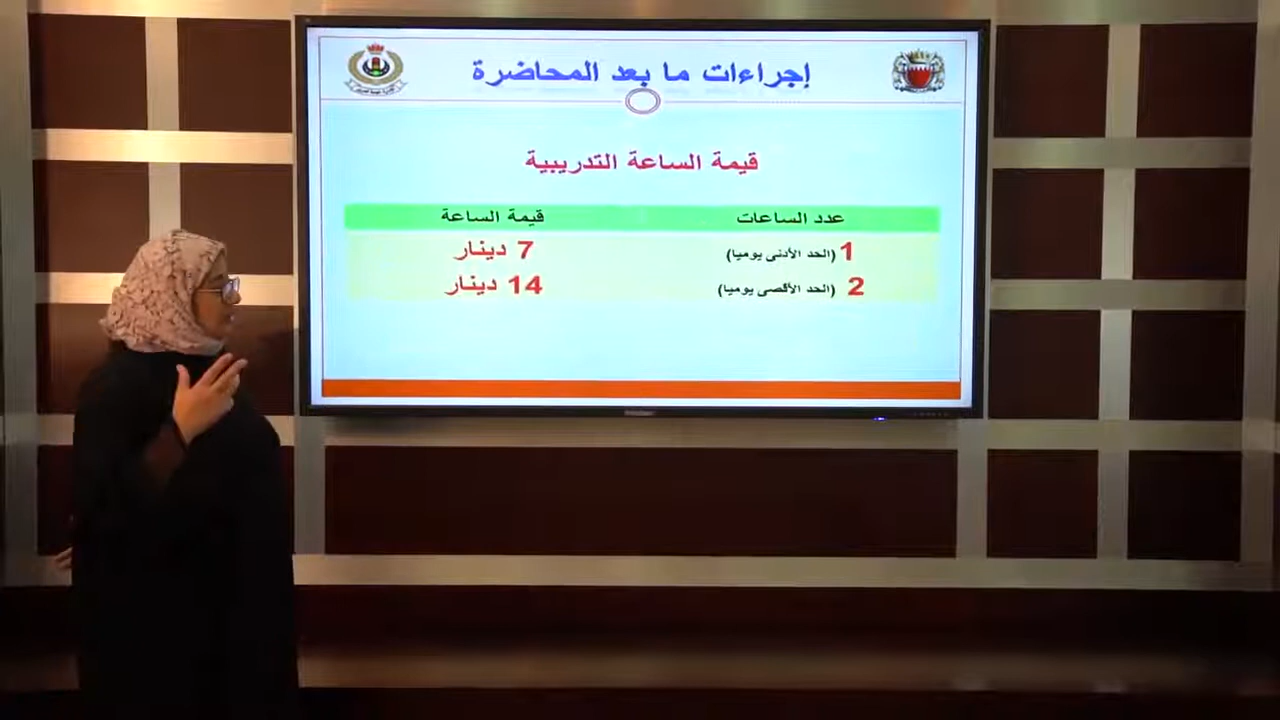 إجراءات ما بعد المحاضرة
قيمة الساعة التدريبية
عدد الساعات قيمة الساعة
1 (الحد الأدنى يوميا) 7 دينار
2 (الحد الأقصى يوميا) 14 دينار